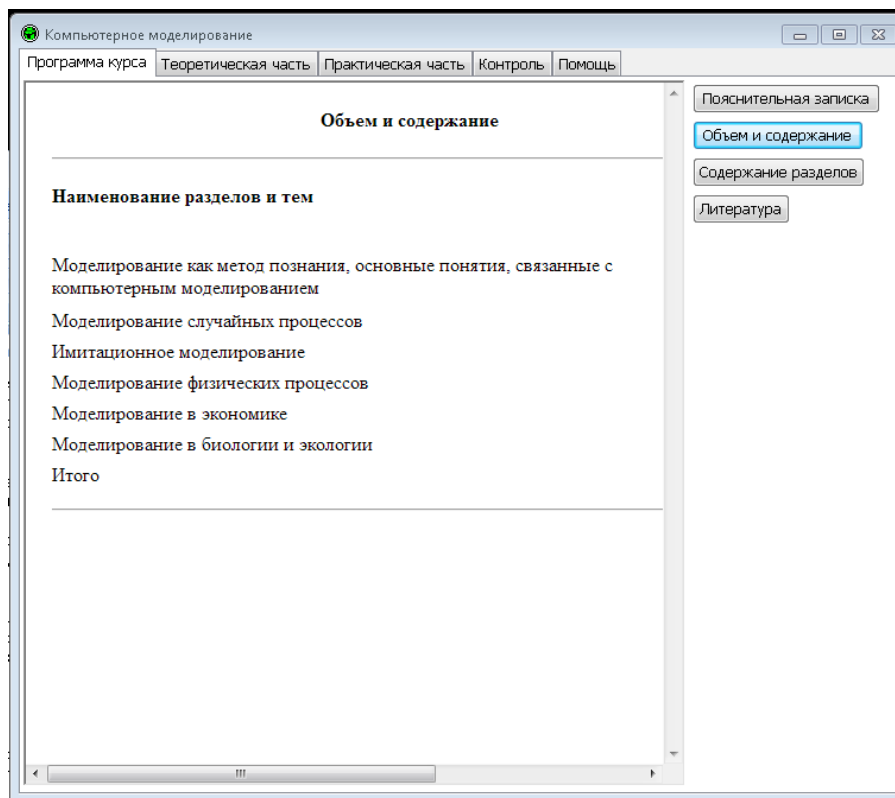 Компьютерное моделирование
Программа курса Теоретическая часть Практическая часть Контроль Помощь
Объем и содержание
Наименование разделов и тем
Моделирование как метод познания, основные понятия, связанные с
компьютерным моделированием
Моделирование случайных процессов
Имитационное моделирование
Моделирование физических процессов
Моделирование в экономике
Моделирование в биологии и экологии
Итого
Пояснительная записка
Объем и содержание
Содержание разделов
Литература